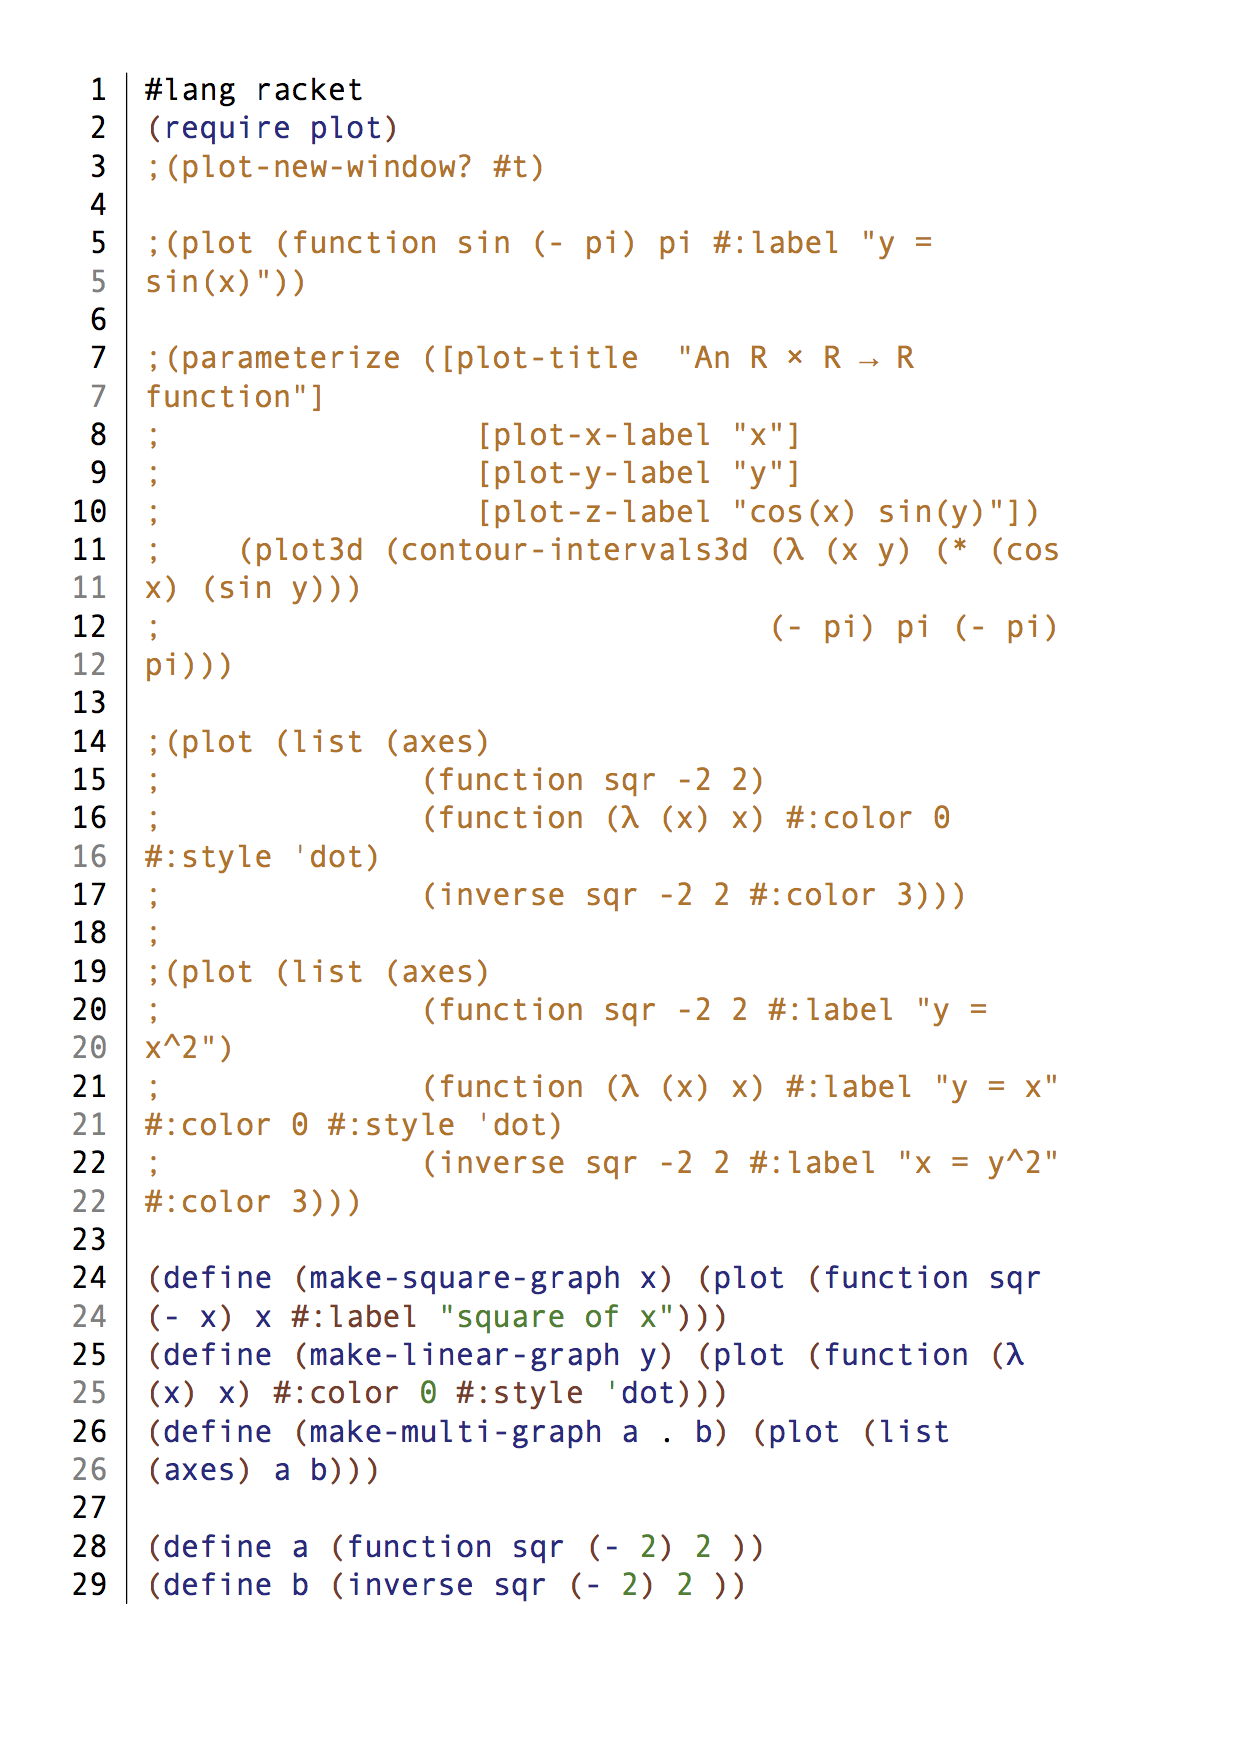 1 #lang racket
2 (require plot)
3 ;(plot-new-window? #t)
4
5 ;(plot (function sin (- pi) pi #:label "y =
5 sin(x)"))
6
7 ;(parameterize ([plot-title  "An R × R → R
7 function"]
8 ;                 [plot-x-label "x"]
9 ;                 [plot-y-label "y"]
10 ;                 [plot-z-label "cos(x) sin(y)"])
11 ;    (plot3d (contour-intervals3d (λ (x y) (* (cos
11 x) (sin y)))
12 ;                                 (- pi) pi (- pi)
12 pi)))
13
14 ;(plot (list (axes)
15 ;              (function sqr -2 2)
16 ;              (function (λ (x) x) #:color 0
16 #:style 'dot)
17 ;              (inverse sqr -2 2 #:color 3)))
18 ;
19 ;(plot (list (axes)
20 ;              (function sqr -2 2 #:label "y =
20 x^2")
21 ;              (function (λ (x) x) #:label "y = x"
21 #:color 0 #:style 'dot)
22 ;              (inverse sqr -2 2 #:label "x = y^2"
22 #:color 3)))
23
24 (define (make-square-graph x) (plot (function sqr
24 (- x) x #:label "square of x")))
25 (define (make-linear-graph y) (plot (function (λ
25 (x) x) #:color 0 #:style 'dot)))
26 (define (make-multi-graph a . b) (plot (list
26 (axes) a b)))
27
28 (define a (function sqr (- 2) 2 ))
29 (define b (inverse sqr (- 2) 2 ))